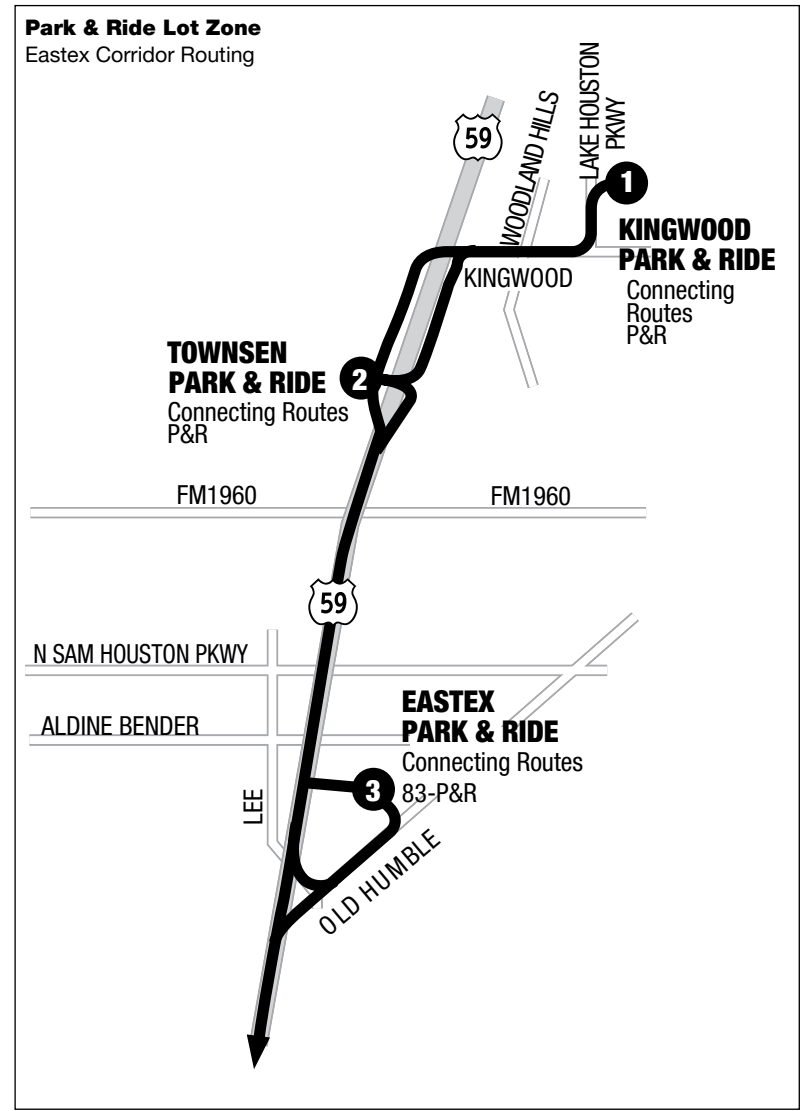 Park & Ride Lot Zone
Eastex Corridor Routing
59
WOODLAND HILLS
LAKE HOUSTON
PKWY
1
KINGWOOD
PARK & RIDE
Connecting
Routes
P&R
KINGWOOD
TOWNSEN
PARK & RIDE
Connecting Routes
P&R
2
FM1960
FM1960
59
N SAM HOUSTON PKWY
ALDINE BENDER
EASTEX
PARK & RIDE
Connecting Routes
83-P&R
3
LEE
OLD HUMBLE